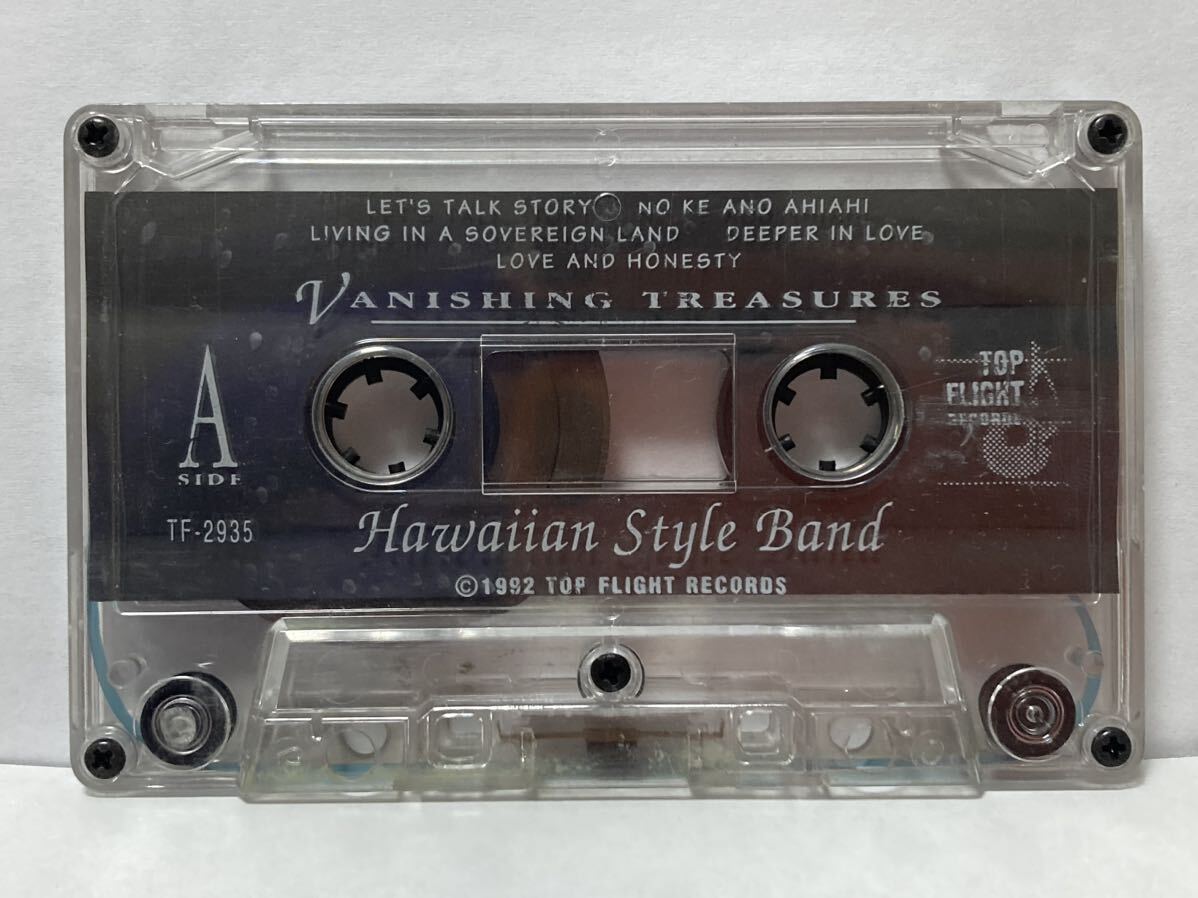 LET'S TALK STORY NO KE ANO AHIAHI
LIVING IN A SOVEREIGN LAND DEEPER IN LOVE
LOVE AND HONESTY
VANISHING TREASURES
A
SIDE
TOP
FLIGHT
RECORDS
TF-2935
Hawaiian Style Band
©1992 TOP FLIGHT RECORDS